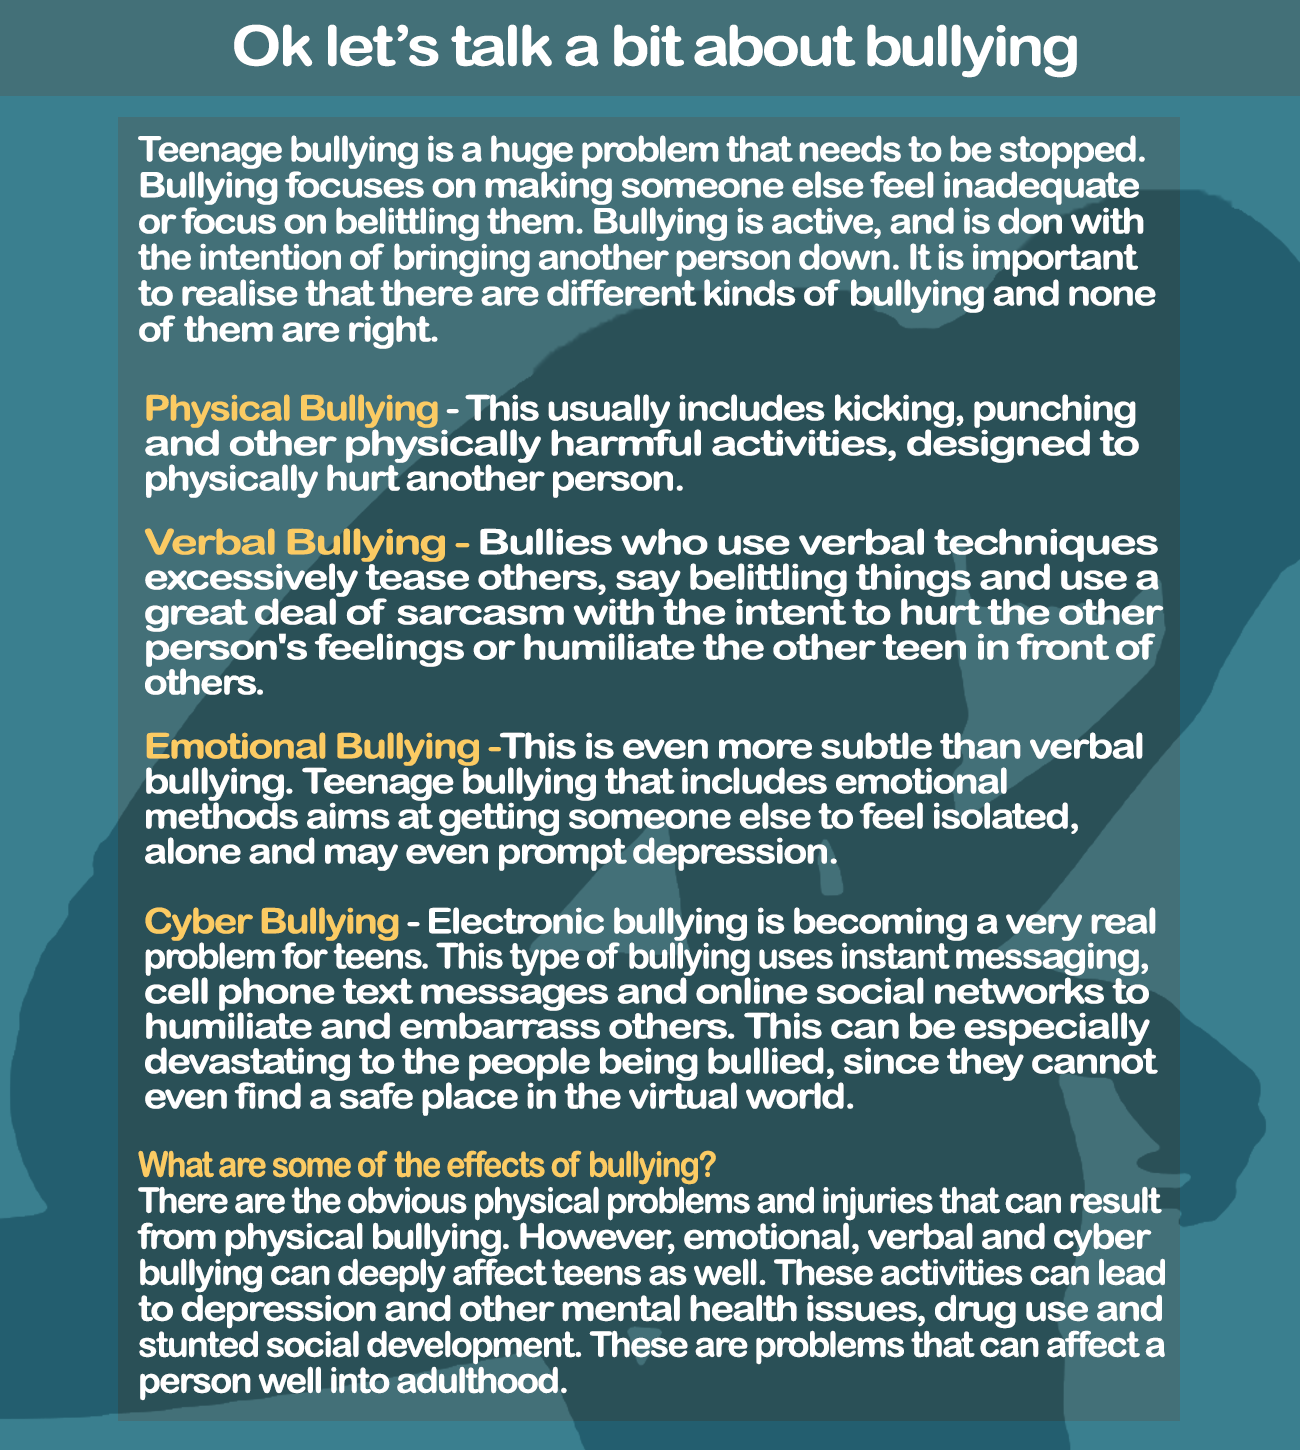 Ok let’s talk a bit about bullying
Teenage bullying is a huge problem that needs to be stopped.
Bullying focuses on making someone else feel inadequate
or focus on belittling them. Bullying is active, and is don with
the intention of bringing another person down. It is important
to realise that there are different kinds of bullying and none
of them are right.
Physical Bullying - This usually includes kicking, punching
and other physically harmful activities, designed to
physically hurt another person.
Verbal Bullying - Bullies who use verbal techniques
excessively tease others, say belittling things and use a
great deal of sarcasm with the intent to hurt the other
person's feelings or humiliate the other teen in front of
others.
Emotional Bullying -This is even more subtle than verbal
bullying. Teenage bullying that includes emotional
methods aims at getting someone else to feel isolated,
alone and may even prompt depression.
Cyber Bullying - Electronic bullying is becoming a very real
problem for teens. This type of bullying uses instant messaging,
cell phone text messages and online social networks to
humiliate and embarrass others. This can be especially
devastating to the people being bullied, since they cannot
even find a safe place in the virtual world.
What are some of the effects of bullying?
There are the obvious physical problems and injuries that can result
from physical bullying. However, emotional, verbal and cyber
bullying can deeply affect teens as well. These activities can lead
to depression and other mental health issues, drug use and
stunted social development. These are problems that can affect a
person well into adulthood.